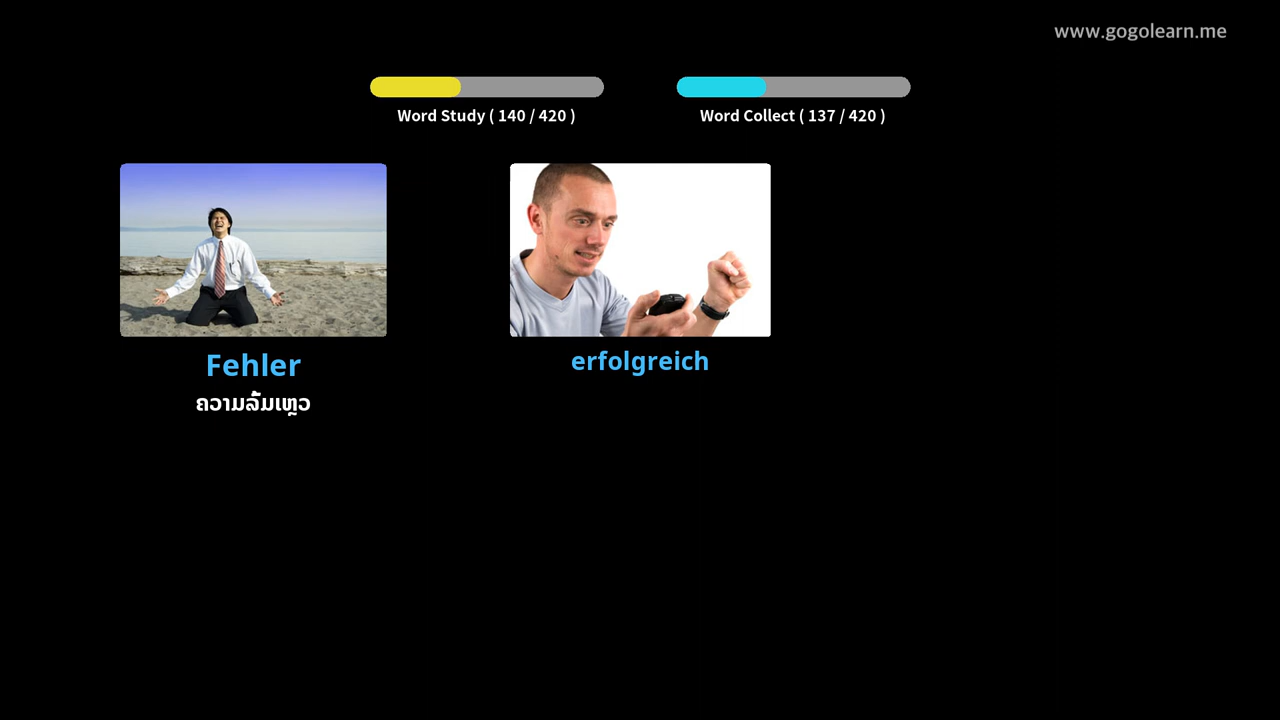 www.gogolearn.me
Word Study ( 140 / 420 )
Word Collect ( 137 / 420 )
Fehler
ຄວາມລົ້ມເຫຼວ
erfolgreich